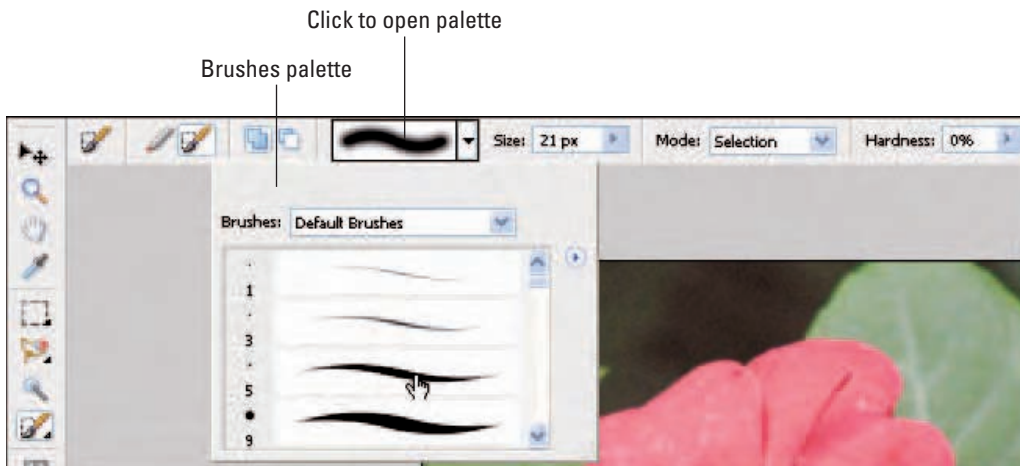 Click to open palette
Brushes palette
Size: 21 px Mode: Selection Hardness: 0%
Brushes: Default Brushes
1
3
5
9